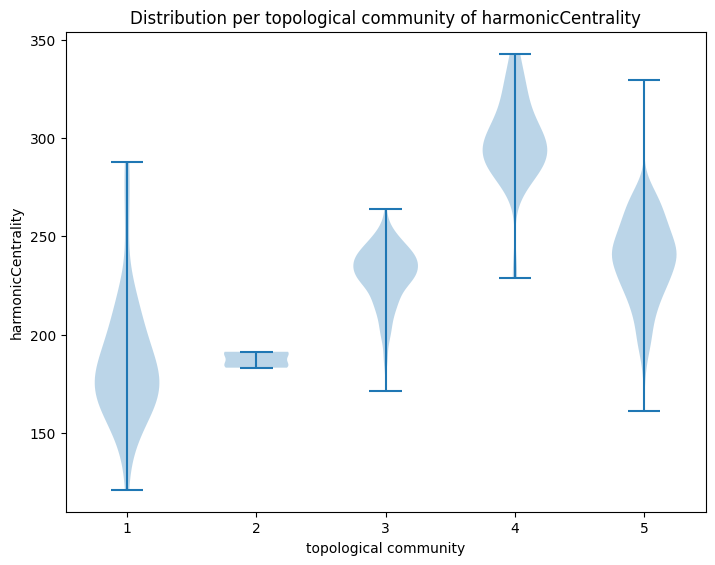 Distribution per topological community of harmonicCentrality
350
300
250
200
150
harmonicCentrality
1 2 3 4 5
topological community